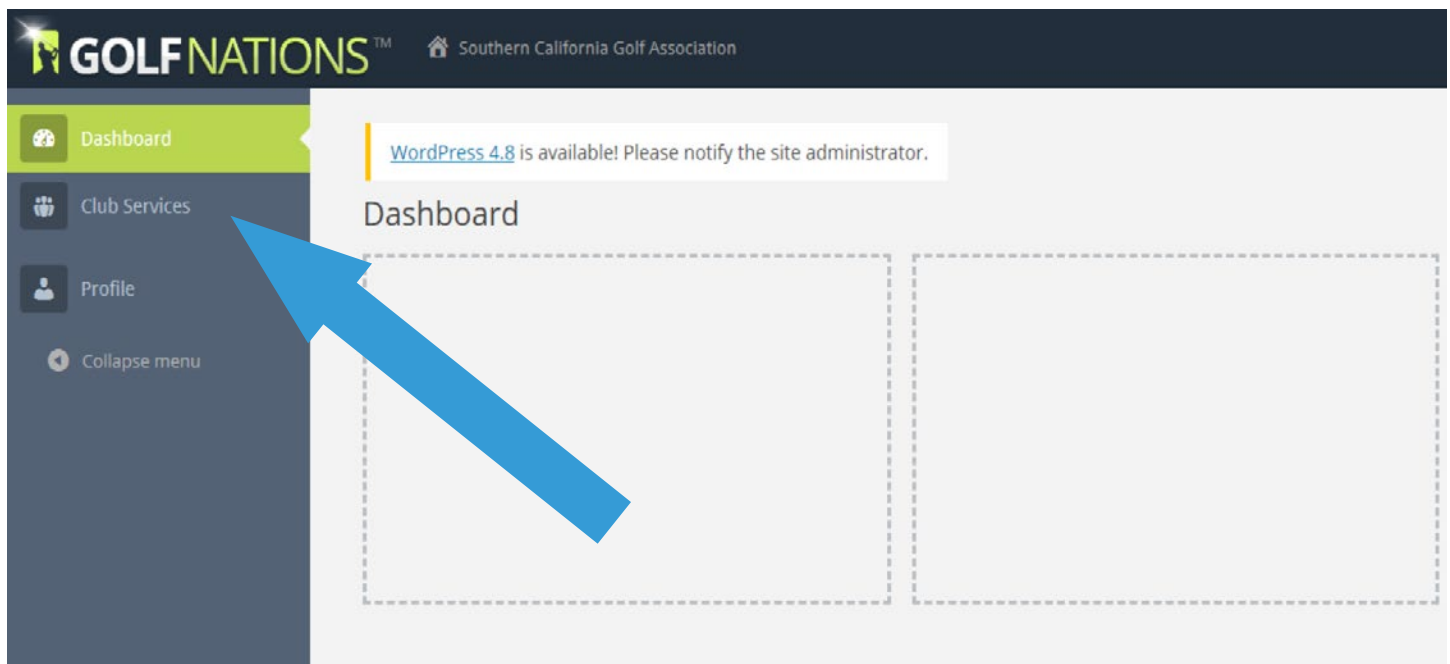 GOLFNATIONS™
Southern California Golf Association
Dashboard
Club Services
Profile
Collapse menu
WordPress 4.8 is available! Please notify the site administrator.
Dashboard